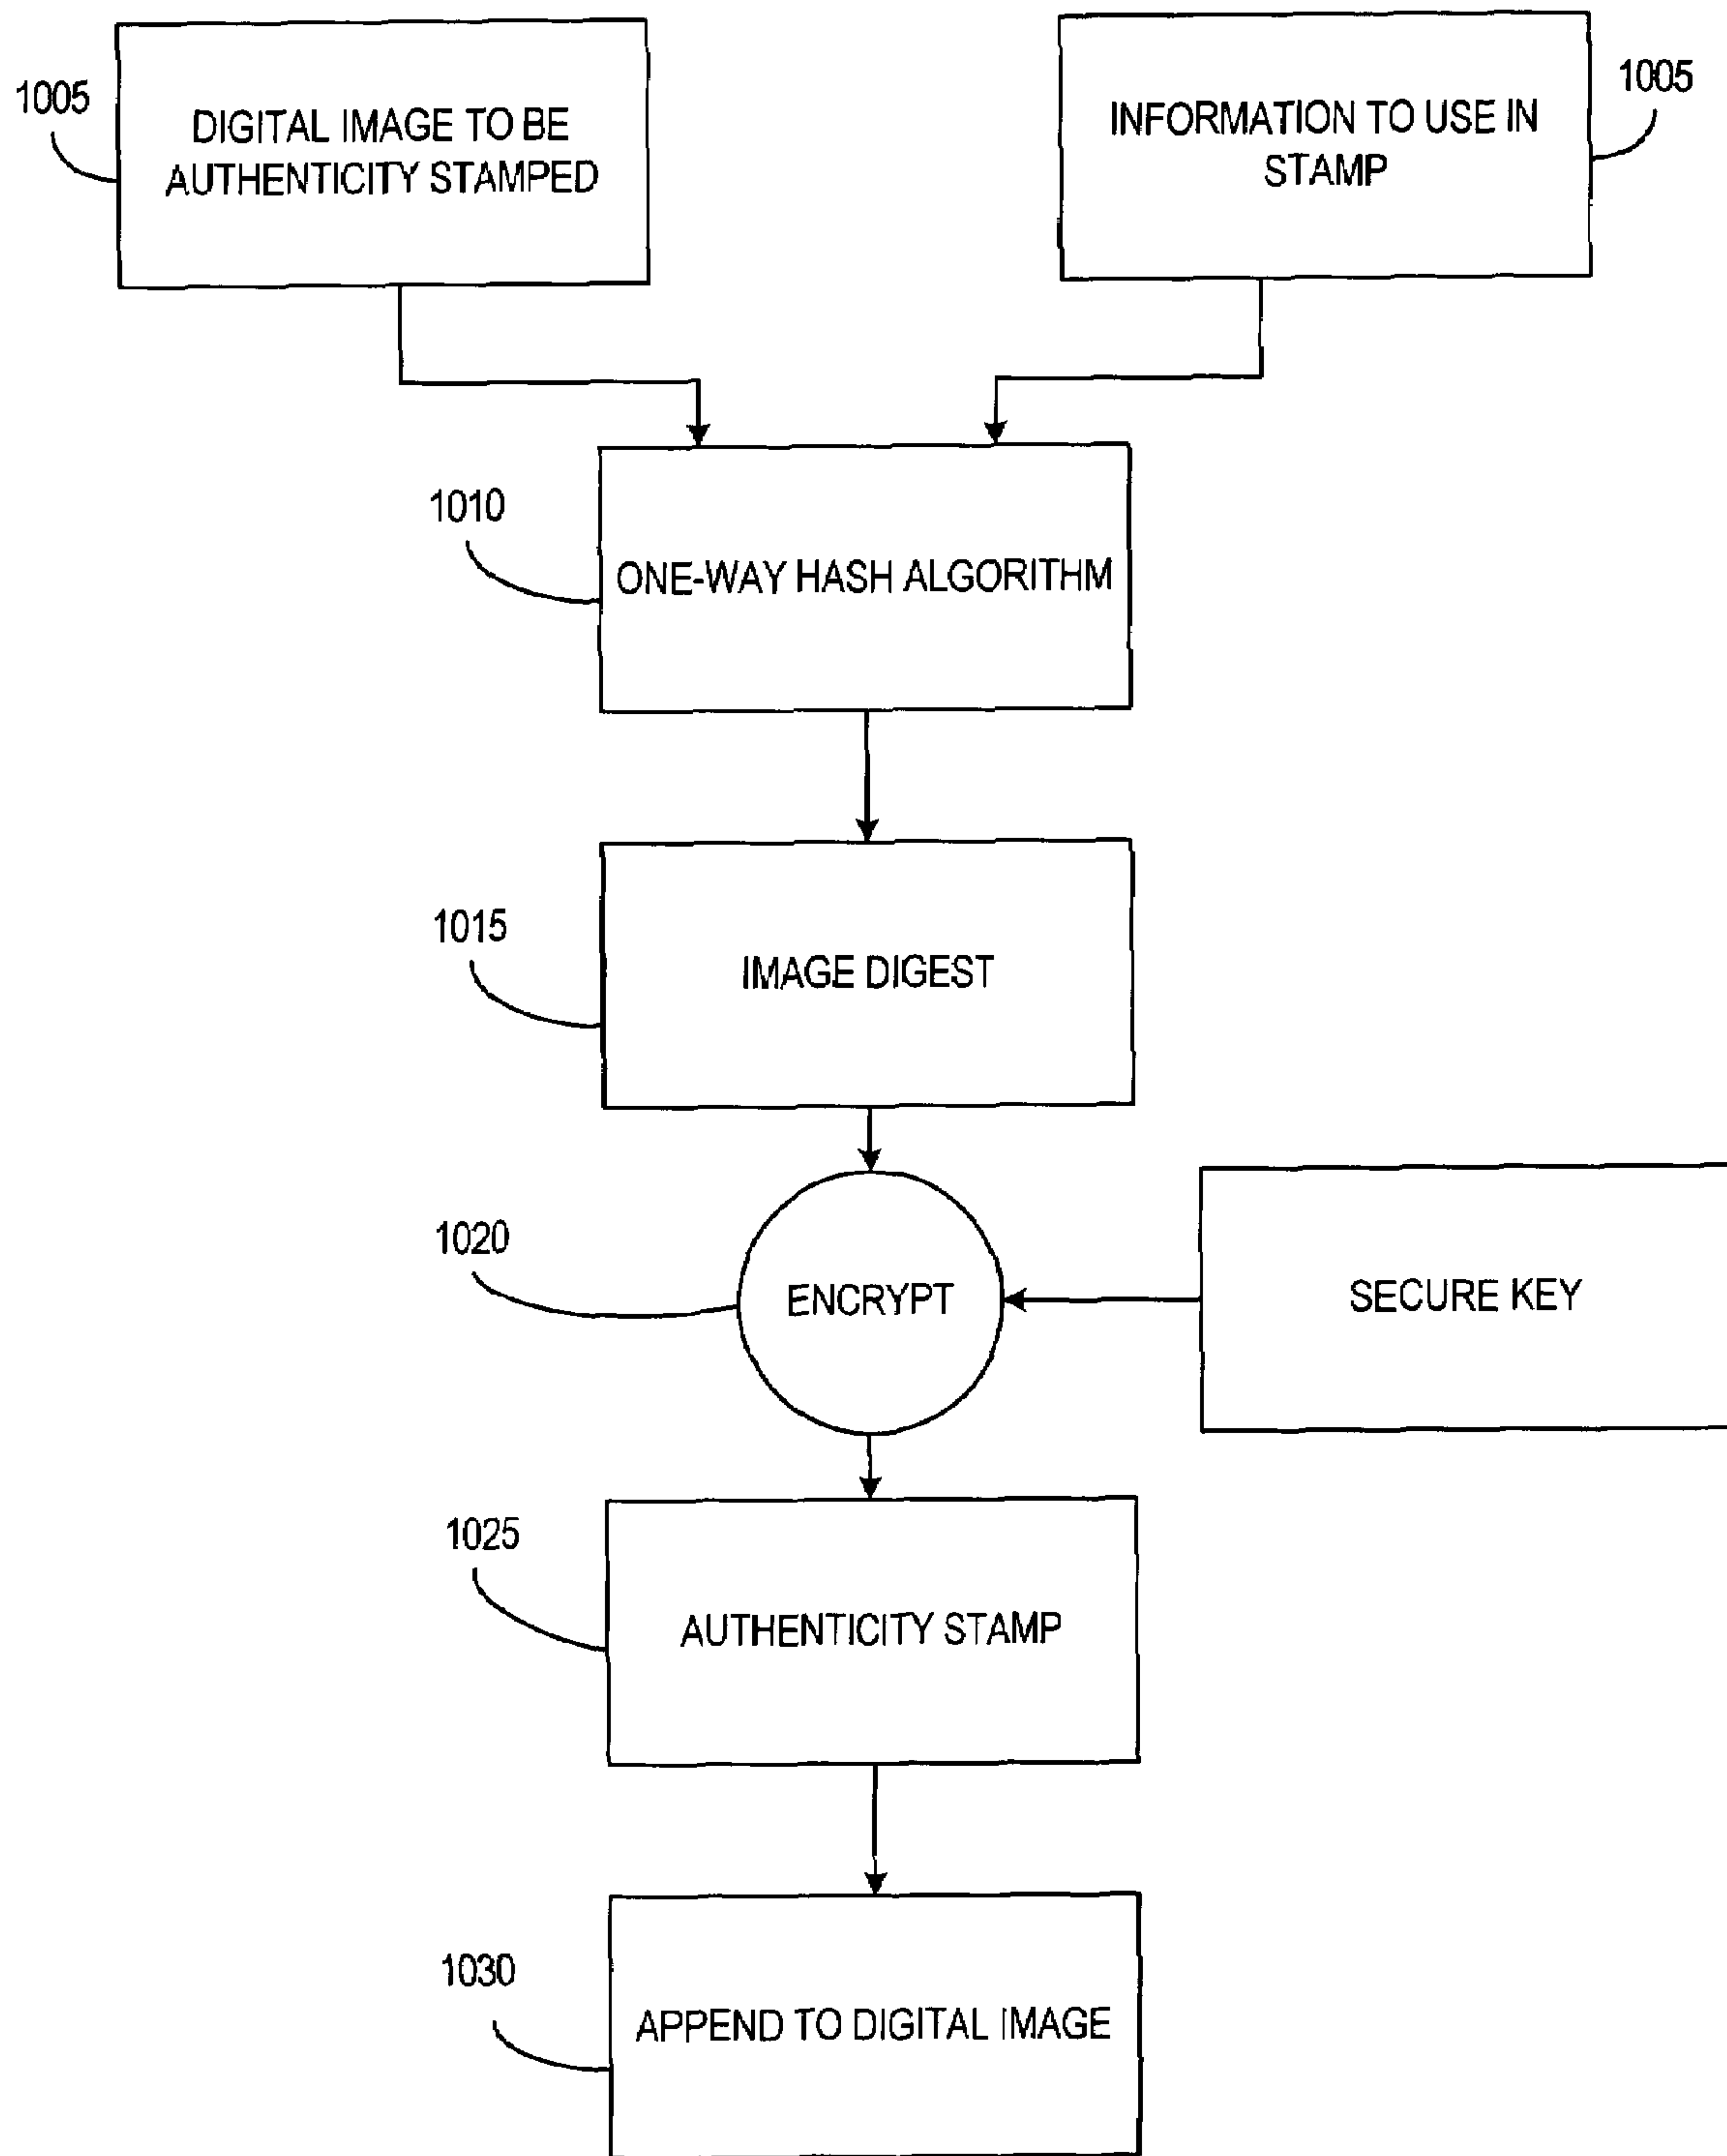 1005
DIGITAL IMAGE TO BE
AUTHENTICITY STAMPED
INFORMATION TO USE IN
STAMP
1005
1010
ONE-WAY HASH ALGORITHM
1015
IMAGE DIGEST
1020
ENCRYPT
SECURE KEY
1025
AUTHENTICITY STAMP
1030
APPEND TO DIGITAL IMAGE